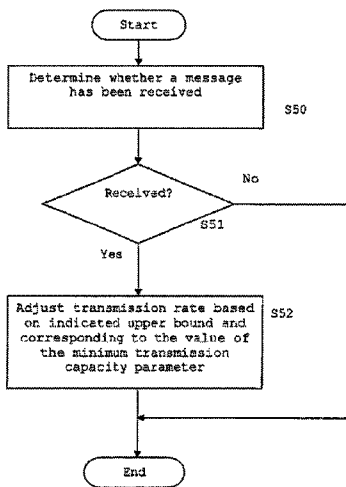 Start
Determine whether a message
has been received
S50
Received?
No
S51
Yes
Adjust transmission rate based
on indicated upper bound and
corresponding to the value of
the minimum transmission
capacity parameter
S52
End